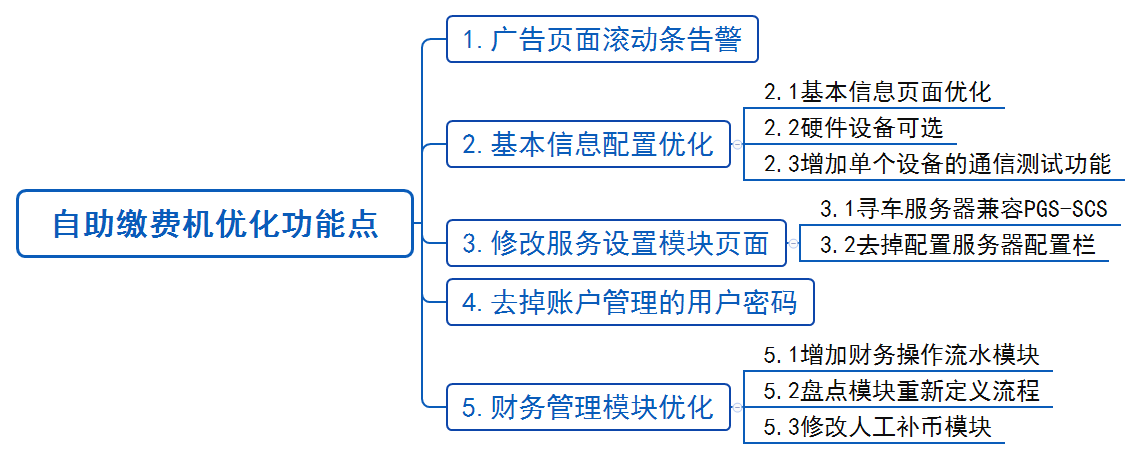 自助缴费机优化功能点
1.广告页面滚动条告警
2.基本信息配置优化
2.1基本信息页面优化
2.2硬件设备可选
2.3增加单个设备的通信测试功能
3.修改服务设置模块页面
3.1寻车服务器兼容PGS-SCS
3.2去掉配置服务器配置栏
4.去掉账户管理的用户密码
5.财务管理模块优化
5.1增加财务操作流水模块
5.2盘点模块重新定义流程
5.3修改人工补币模块